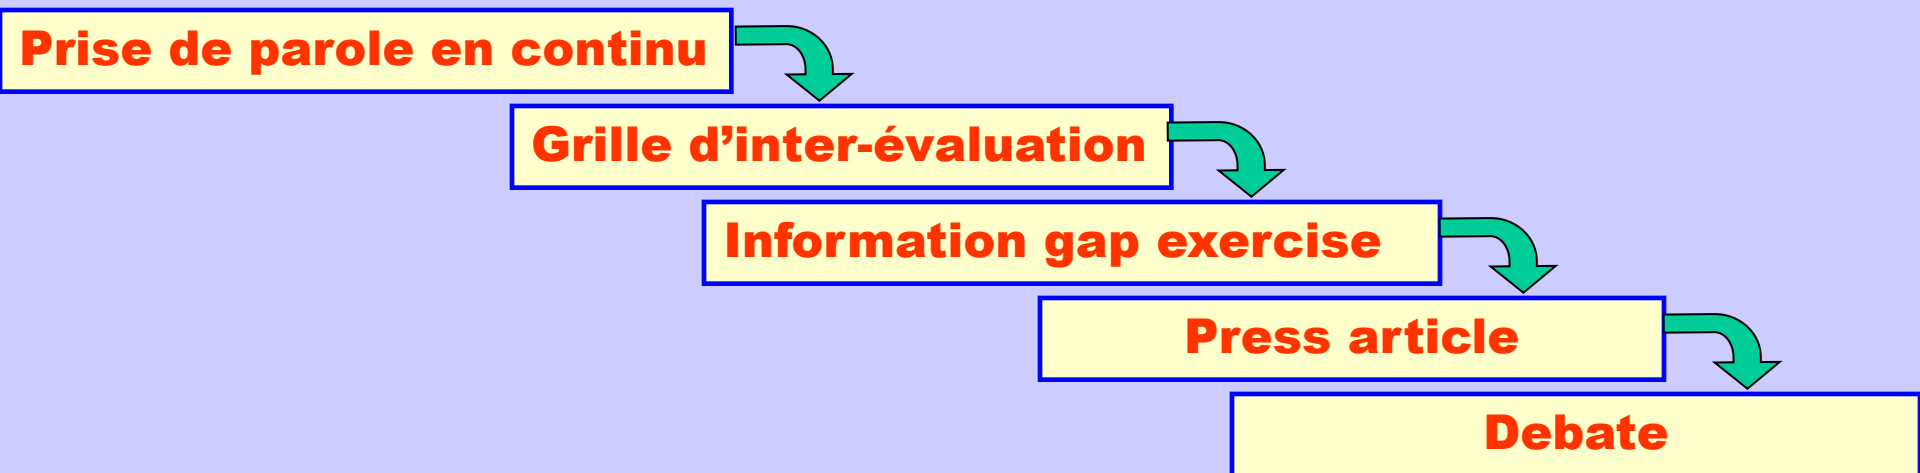 Prise de parole en continu
Grille d’inter-évaluation
Information gap exercise
Press article
Debate